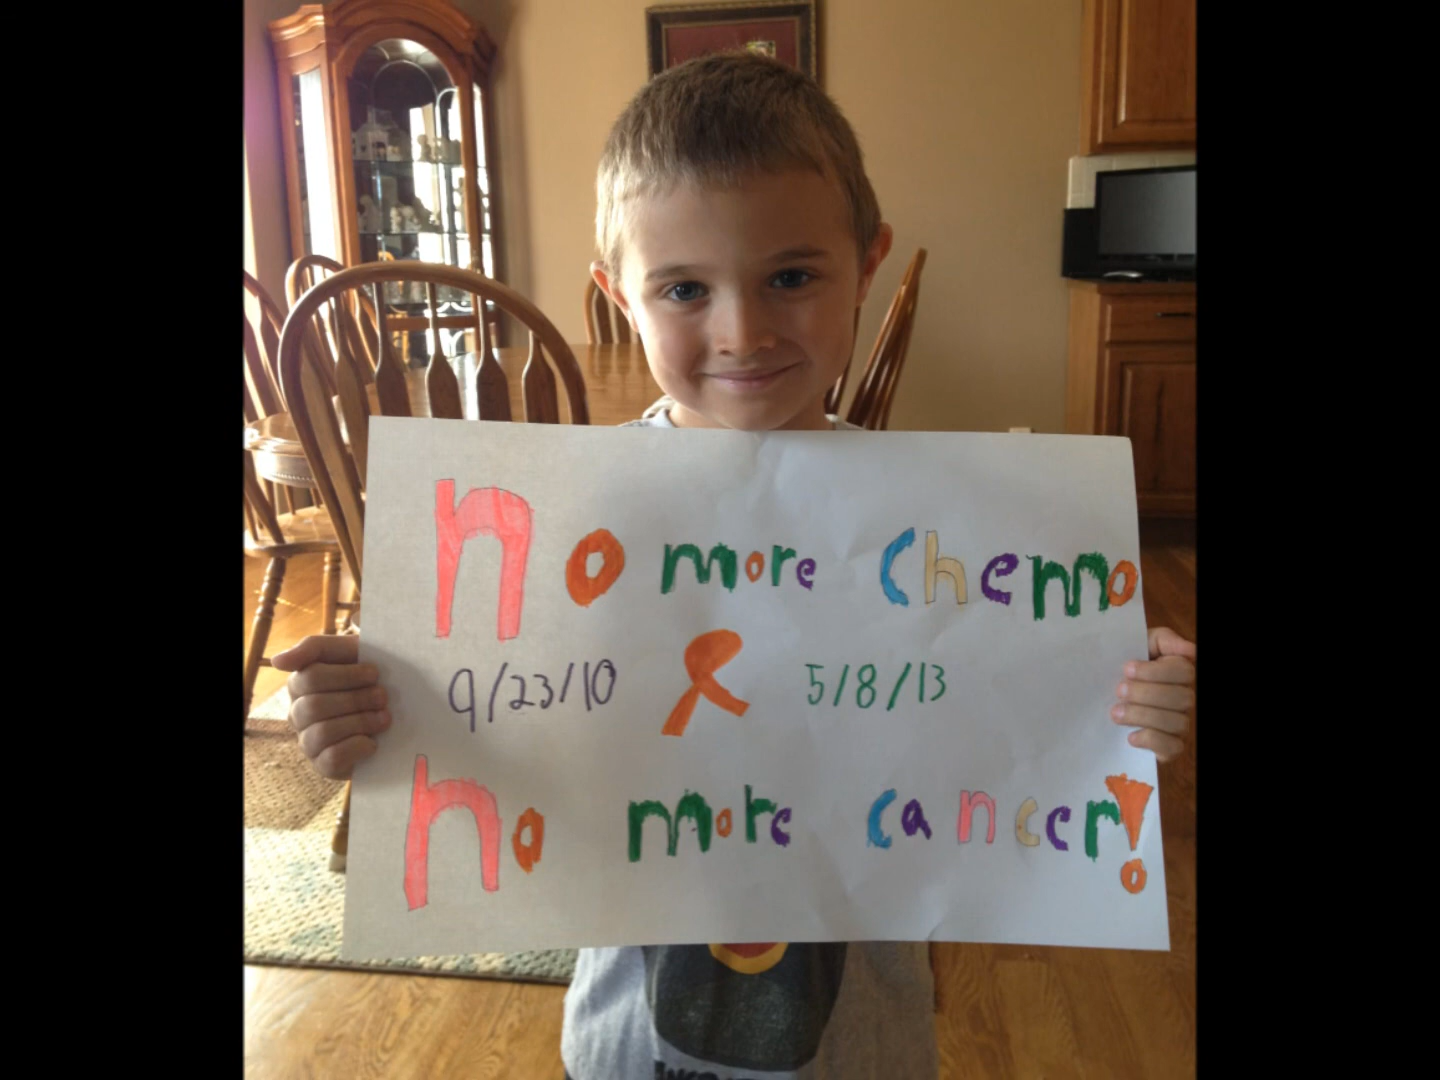 no more chemo
9/23/10 5/8/13
no more cancer!